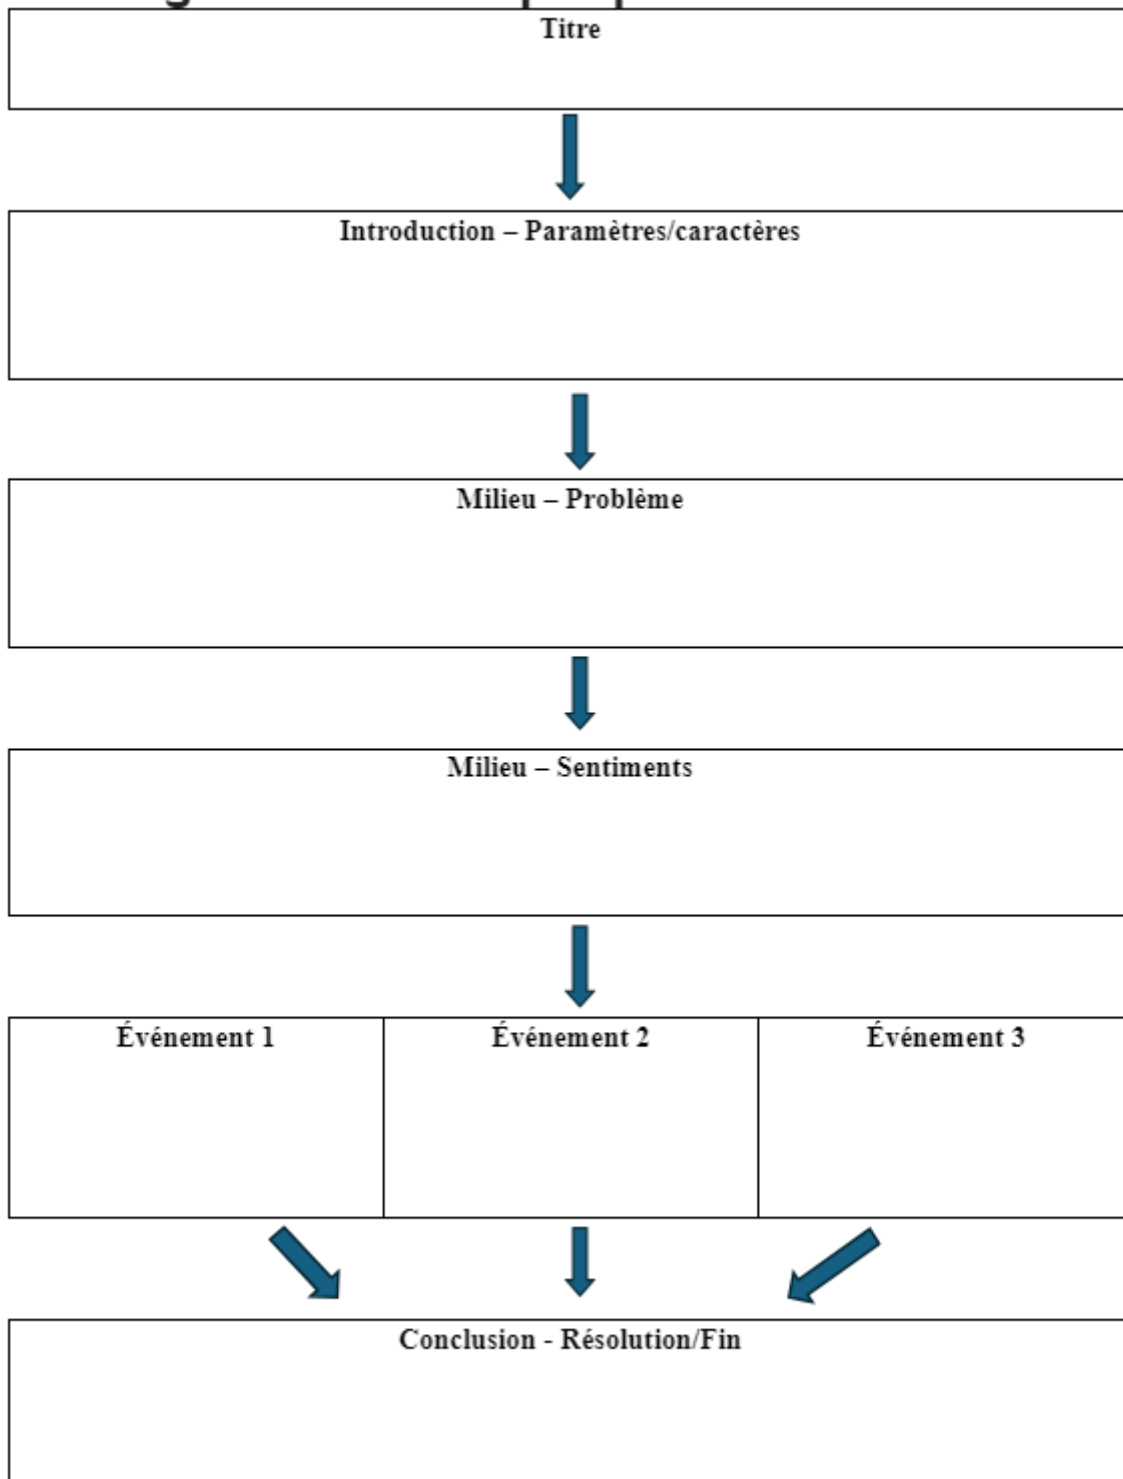 Titre
Introduction – Paramètres/caractères
Milieu – Problème
Milieu – Sentiments
Événement 1
Événement 2
Événement 3
Conclusion - Résolution/Fin